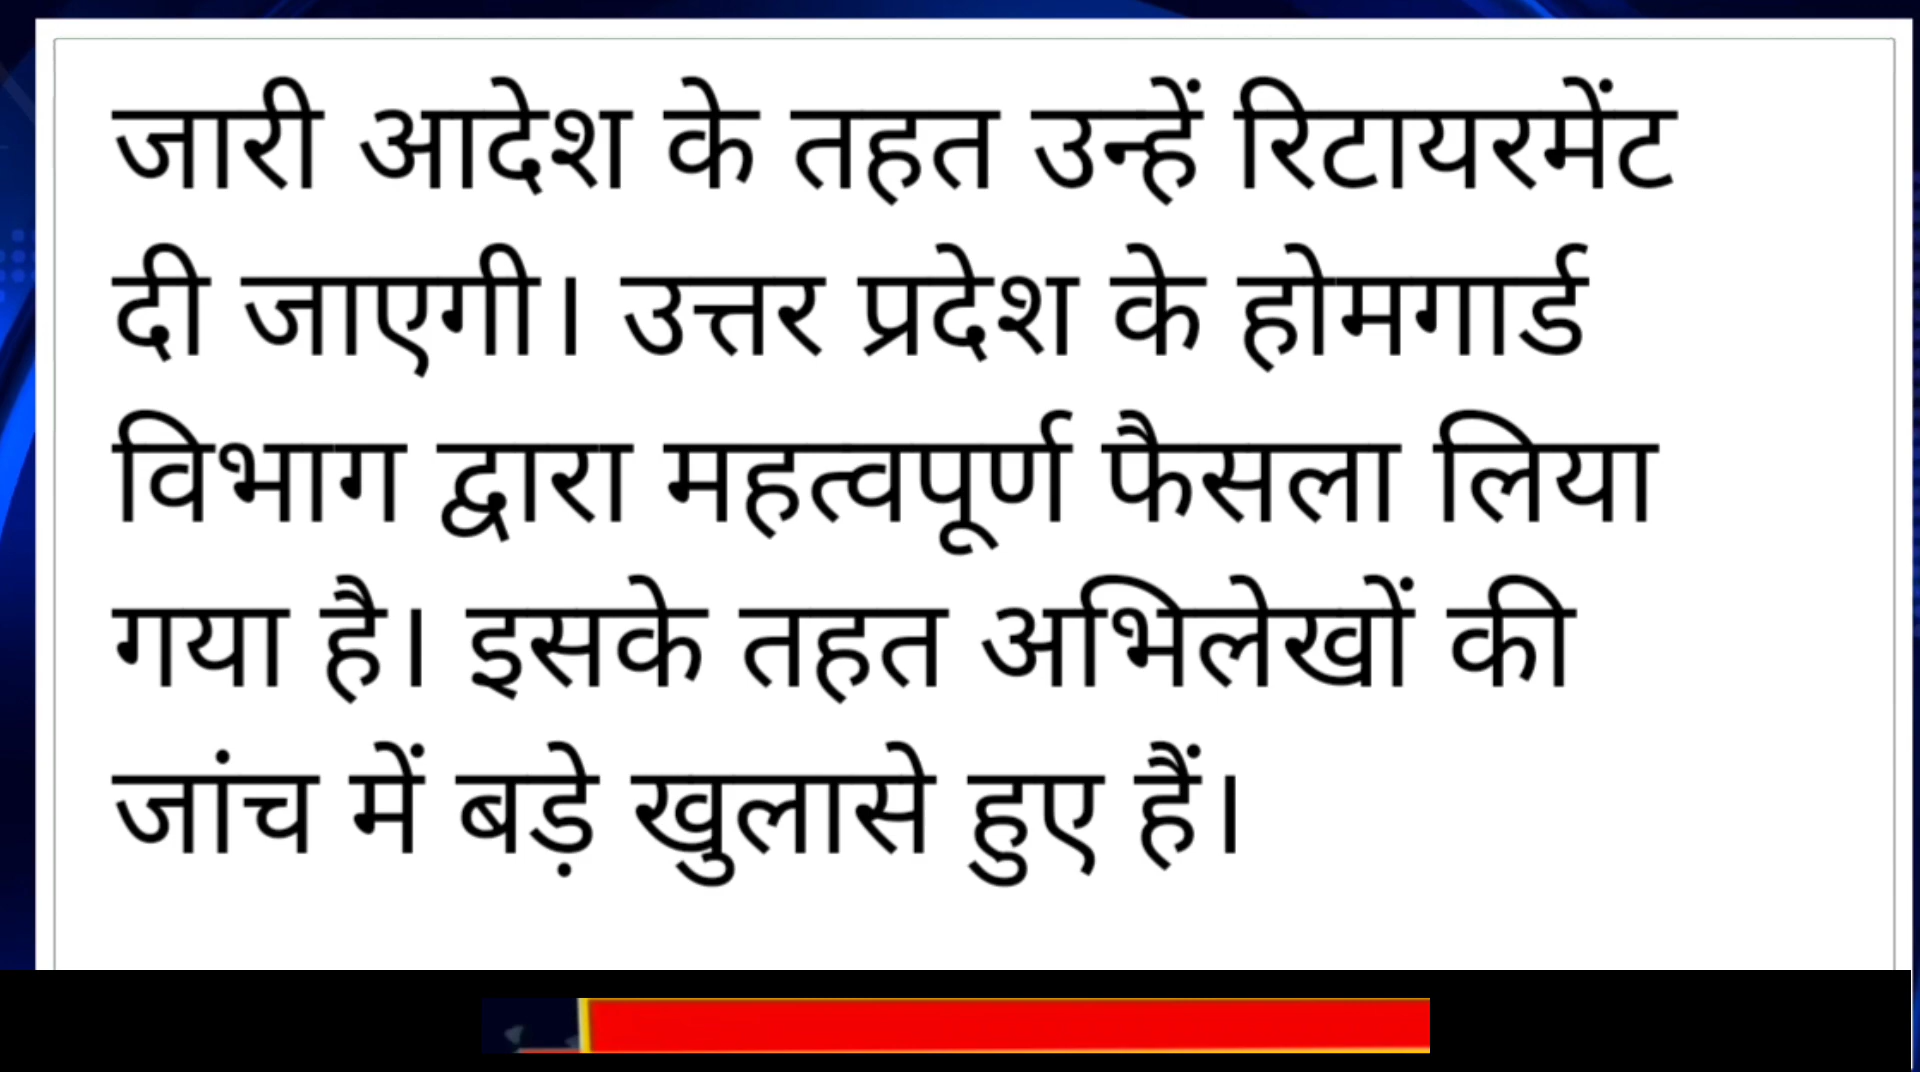 जारी आदेश के तहत उन्हें रिटायरमेंट
दी जाएगी। उत्तर प्रदेश के होमगार्ड
विभाग द्वारा महत्वपूर्ण फैसला लिया
गया है। इसके तहत अभिलेखों की
जांच में बड़े खुलासे हुए हैं।